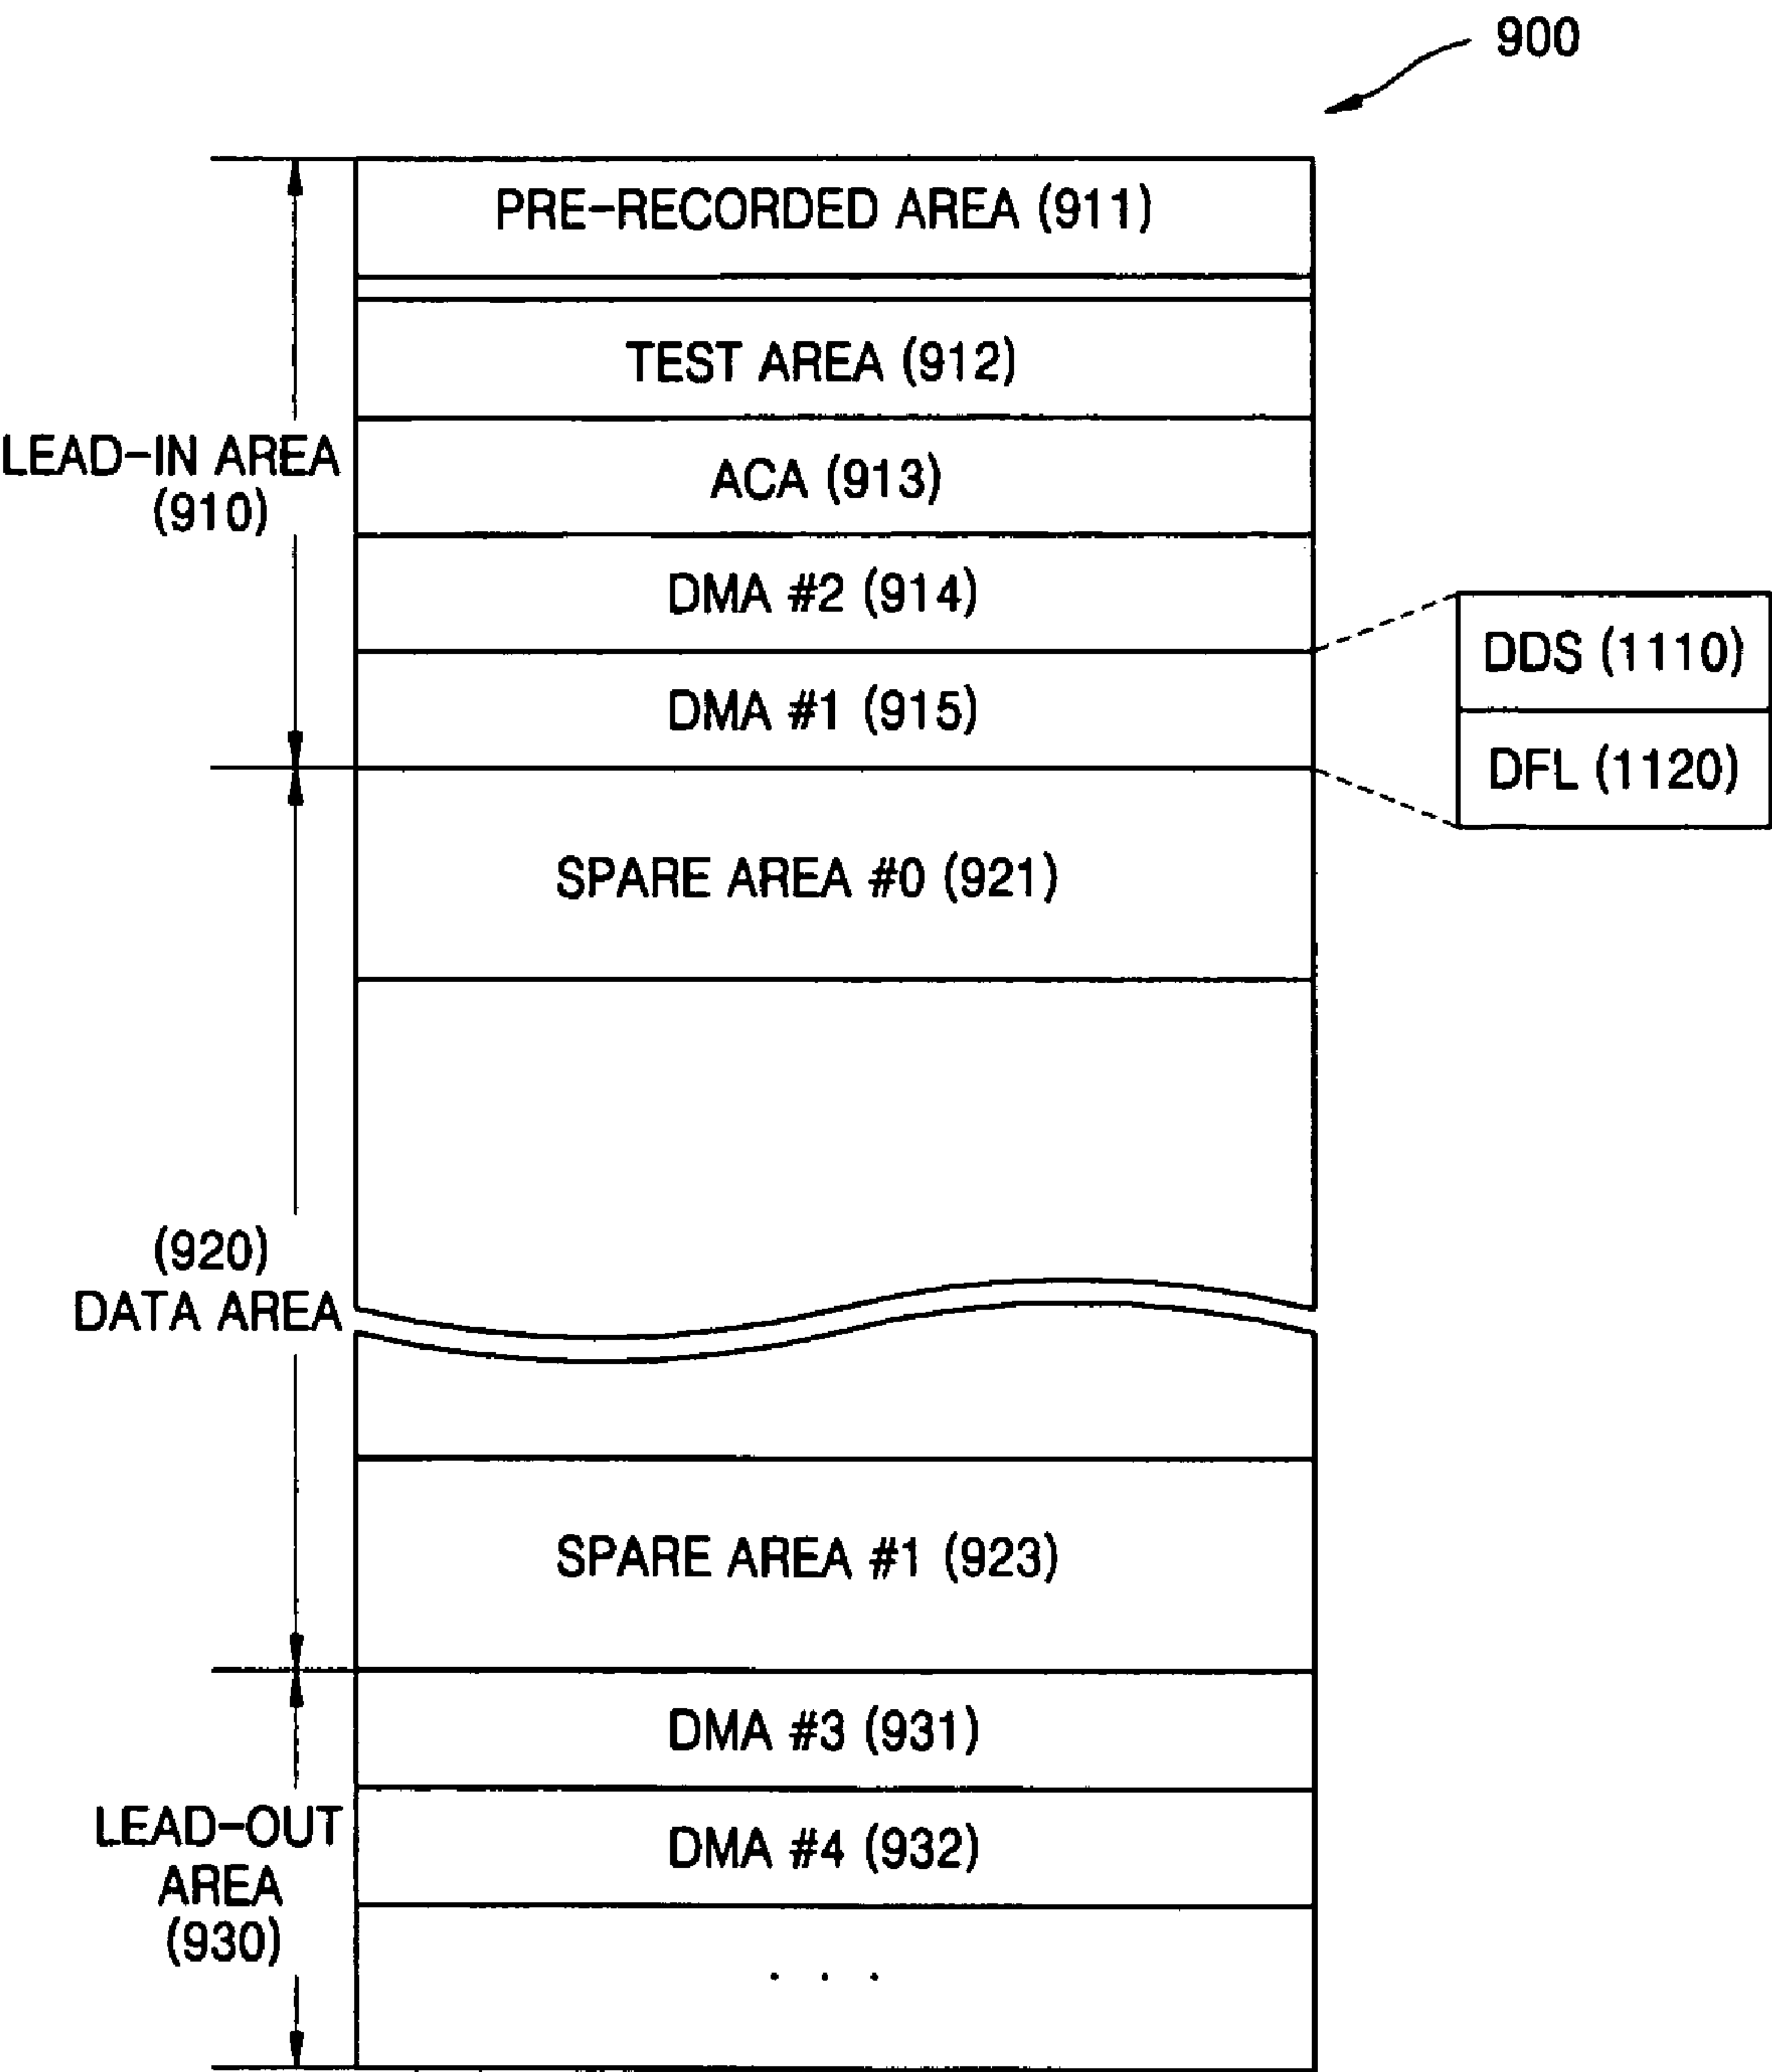 900
PRE-RECORDED AREA (911)
TEST AREA (912)
LEAD-IN AREA
(910)
ACA (913)
DMA #2 (914)
DMA #1 (915)
DDS (1110)
DFL (1120)
SPARE AREA #0 (921)
(920)
DATA AREA
SPARE AREA #1 (923)
DMA #3 (931)
LEAD-OUT
AREA
(930)
DMA #4 (932)
. . .